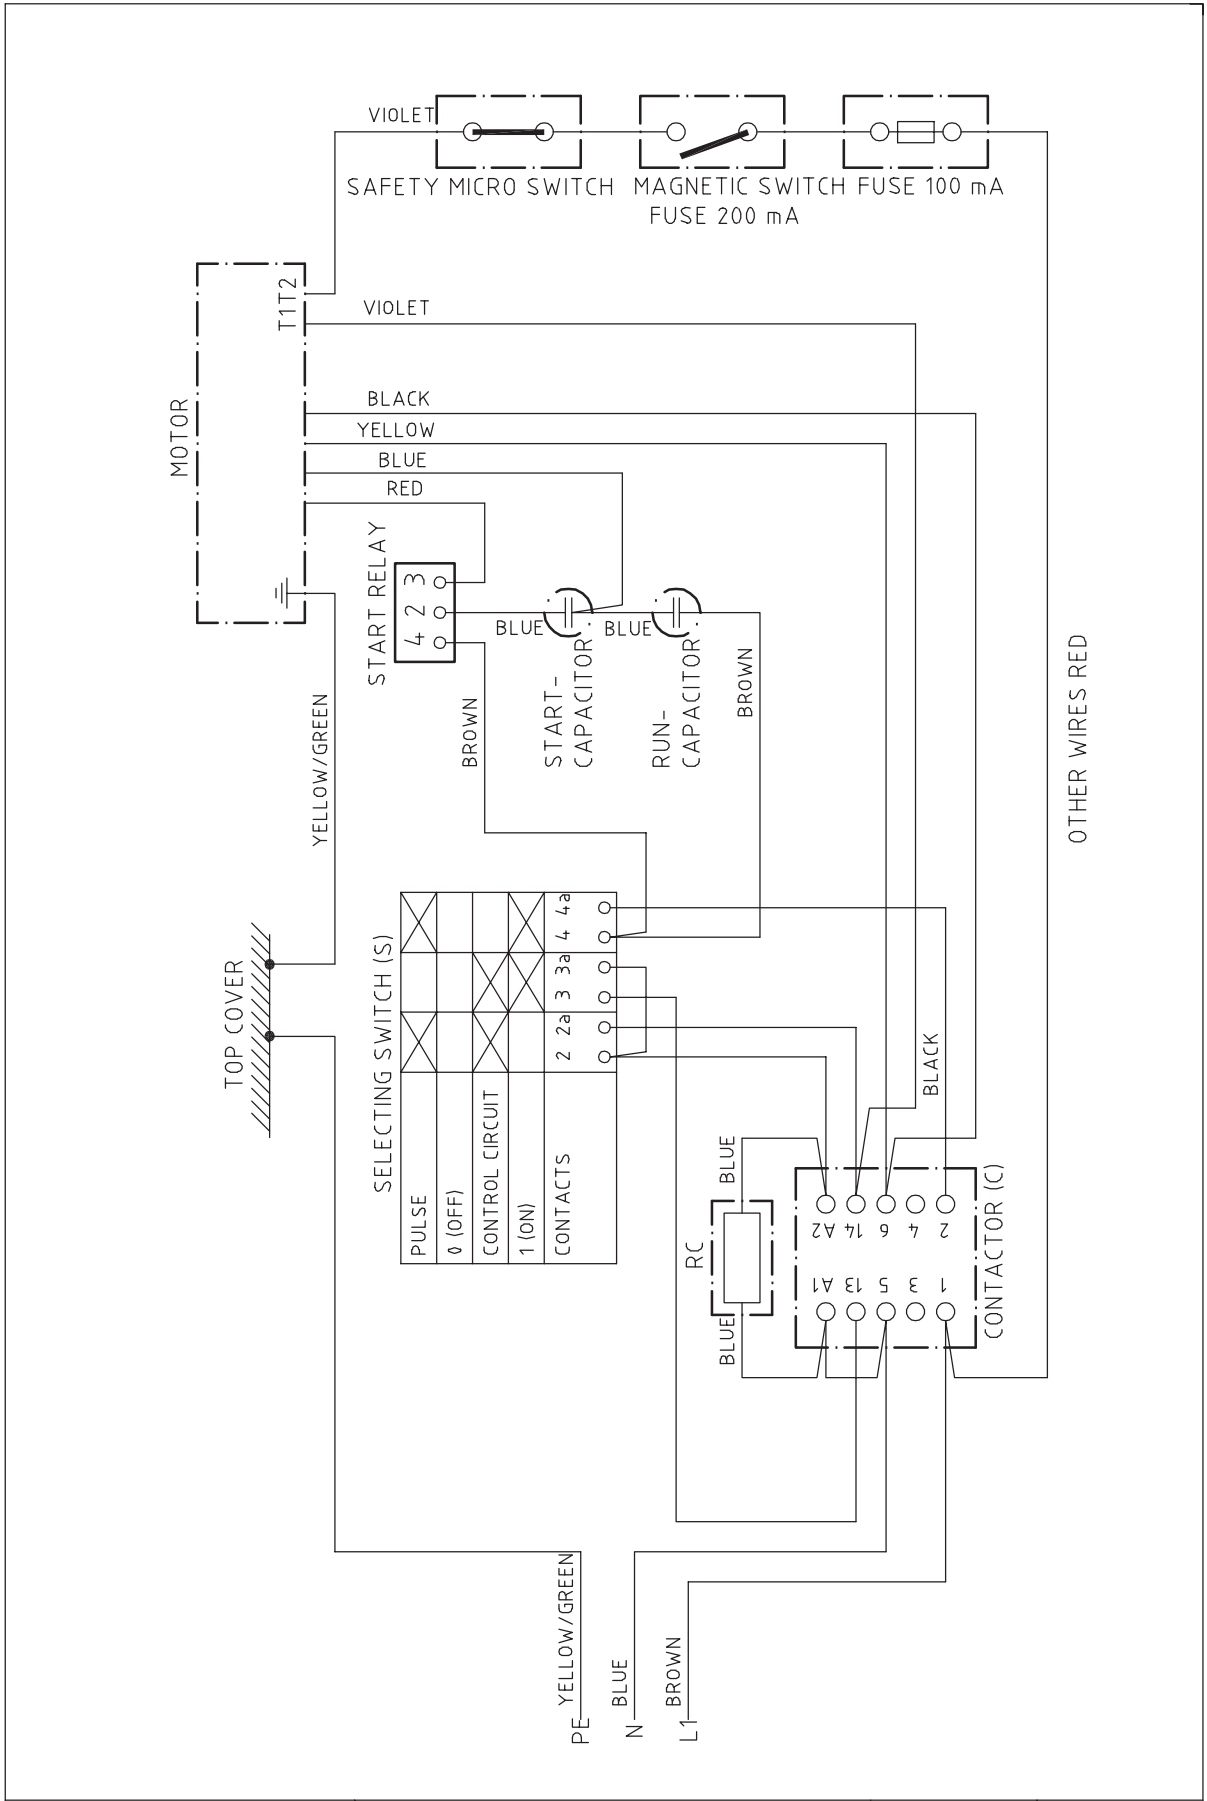 VIOLET
SAFETY MICRO SWITCH
MAGNETIC SWITCH
FUSE 200 mA
FUSE 100 mA
MOTOR
T1T2
VIOLET
BLACK
YELLOW
BLUE
RED
START RELAY
4 2 3
BLUE
BLUE
START-
CAPACITOR
RUN-
CAPACITOR
BROWN
BROWN
YELLOW/GREEN
OTHER WIRES RED
TOP COVER
SELECTING SWITCH (S)
PULSE
0 (OFF)
CONTROL CIRCUIT
1 (ON)
CONTACTS
2 2a 3 3a 4 4a
BLACK
BLUE
RC
BLUE
A2 14 6 4 2
A1 13 5 3 1
CONTACTOR (C)
YELLOW/GREEN
PE
BLUE
N
BROWN
L1